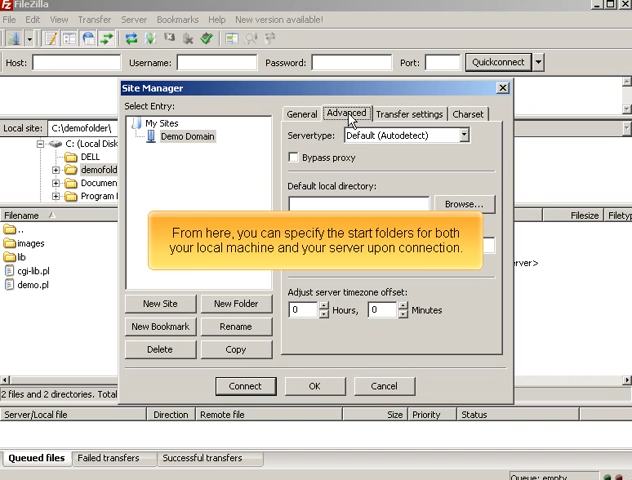 FileZilla
File Edit View Transfer Server Bookmarks Help New version available!
Host: Username: Password: Port: Quickconnect
Site Manager
Select Entry:
My Sites
Demo Domain
General Advanced Transfer settings Charset
Servertype: Default (Autodetect)
Bypass proxy
Default local directory:
Browse...
Local site: C:\demofolder\
C: (Local Disk
DELL
demofold
Documen
Program
Filename Filesize Filetyp
..
images
lib
cgi-lib.pl
demo.pl
From here, you can specify the start folders for both
your local machine and your server upon connection.
erver>
Adjust server timezone offset:
0 Hours, 0 Minutes
New Site New Folder
New Bookmark Rename
Delete Copy
Connect OK Cancel
2 files and 2 directories. Total
Server/Local file Direction Remote file Size Priority Status
Queued files Failed transfers Successful transfers
Queue: empty